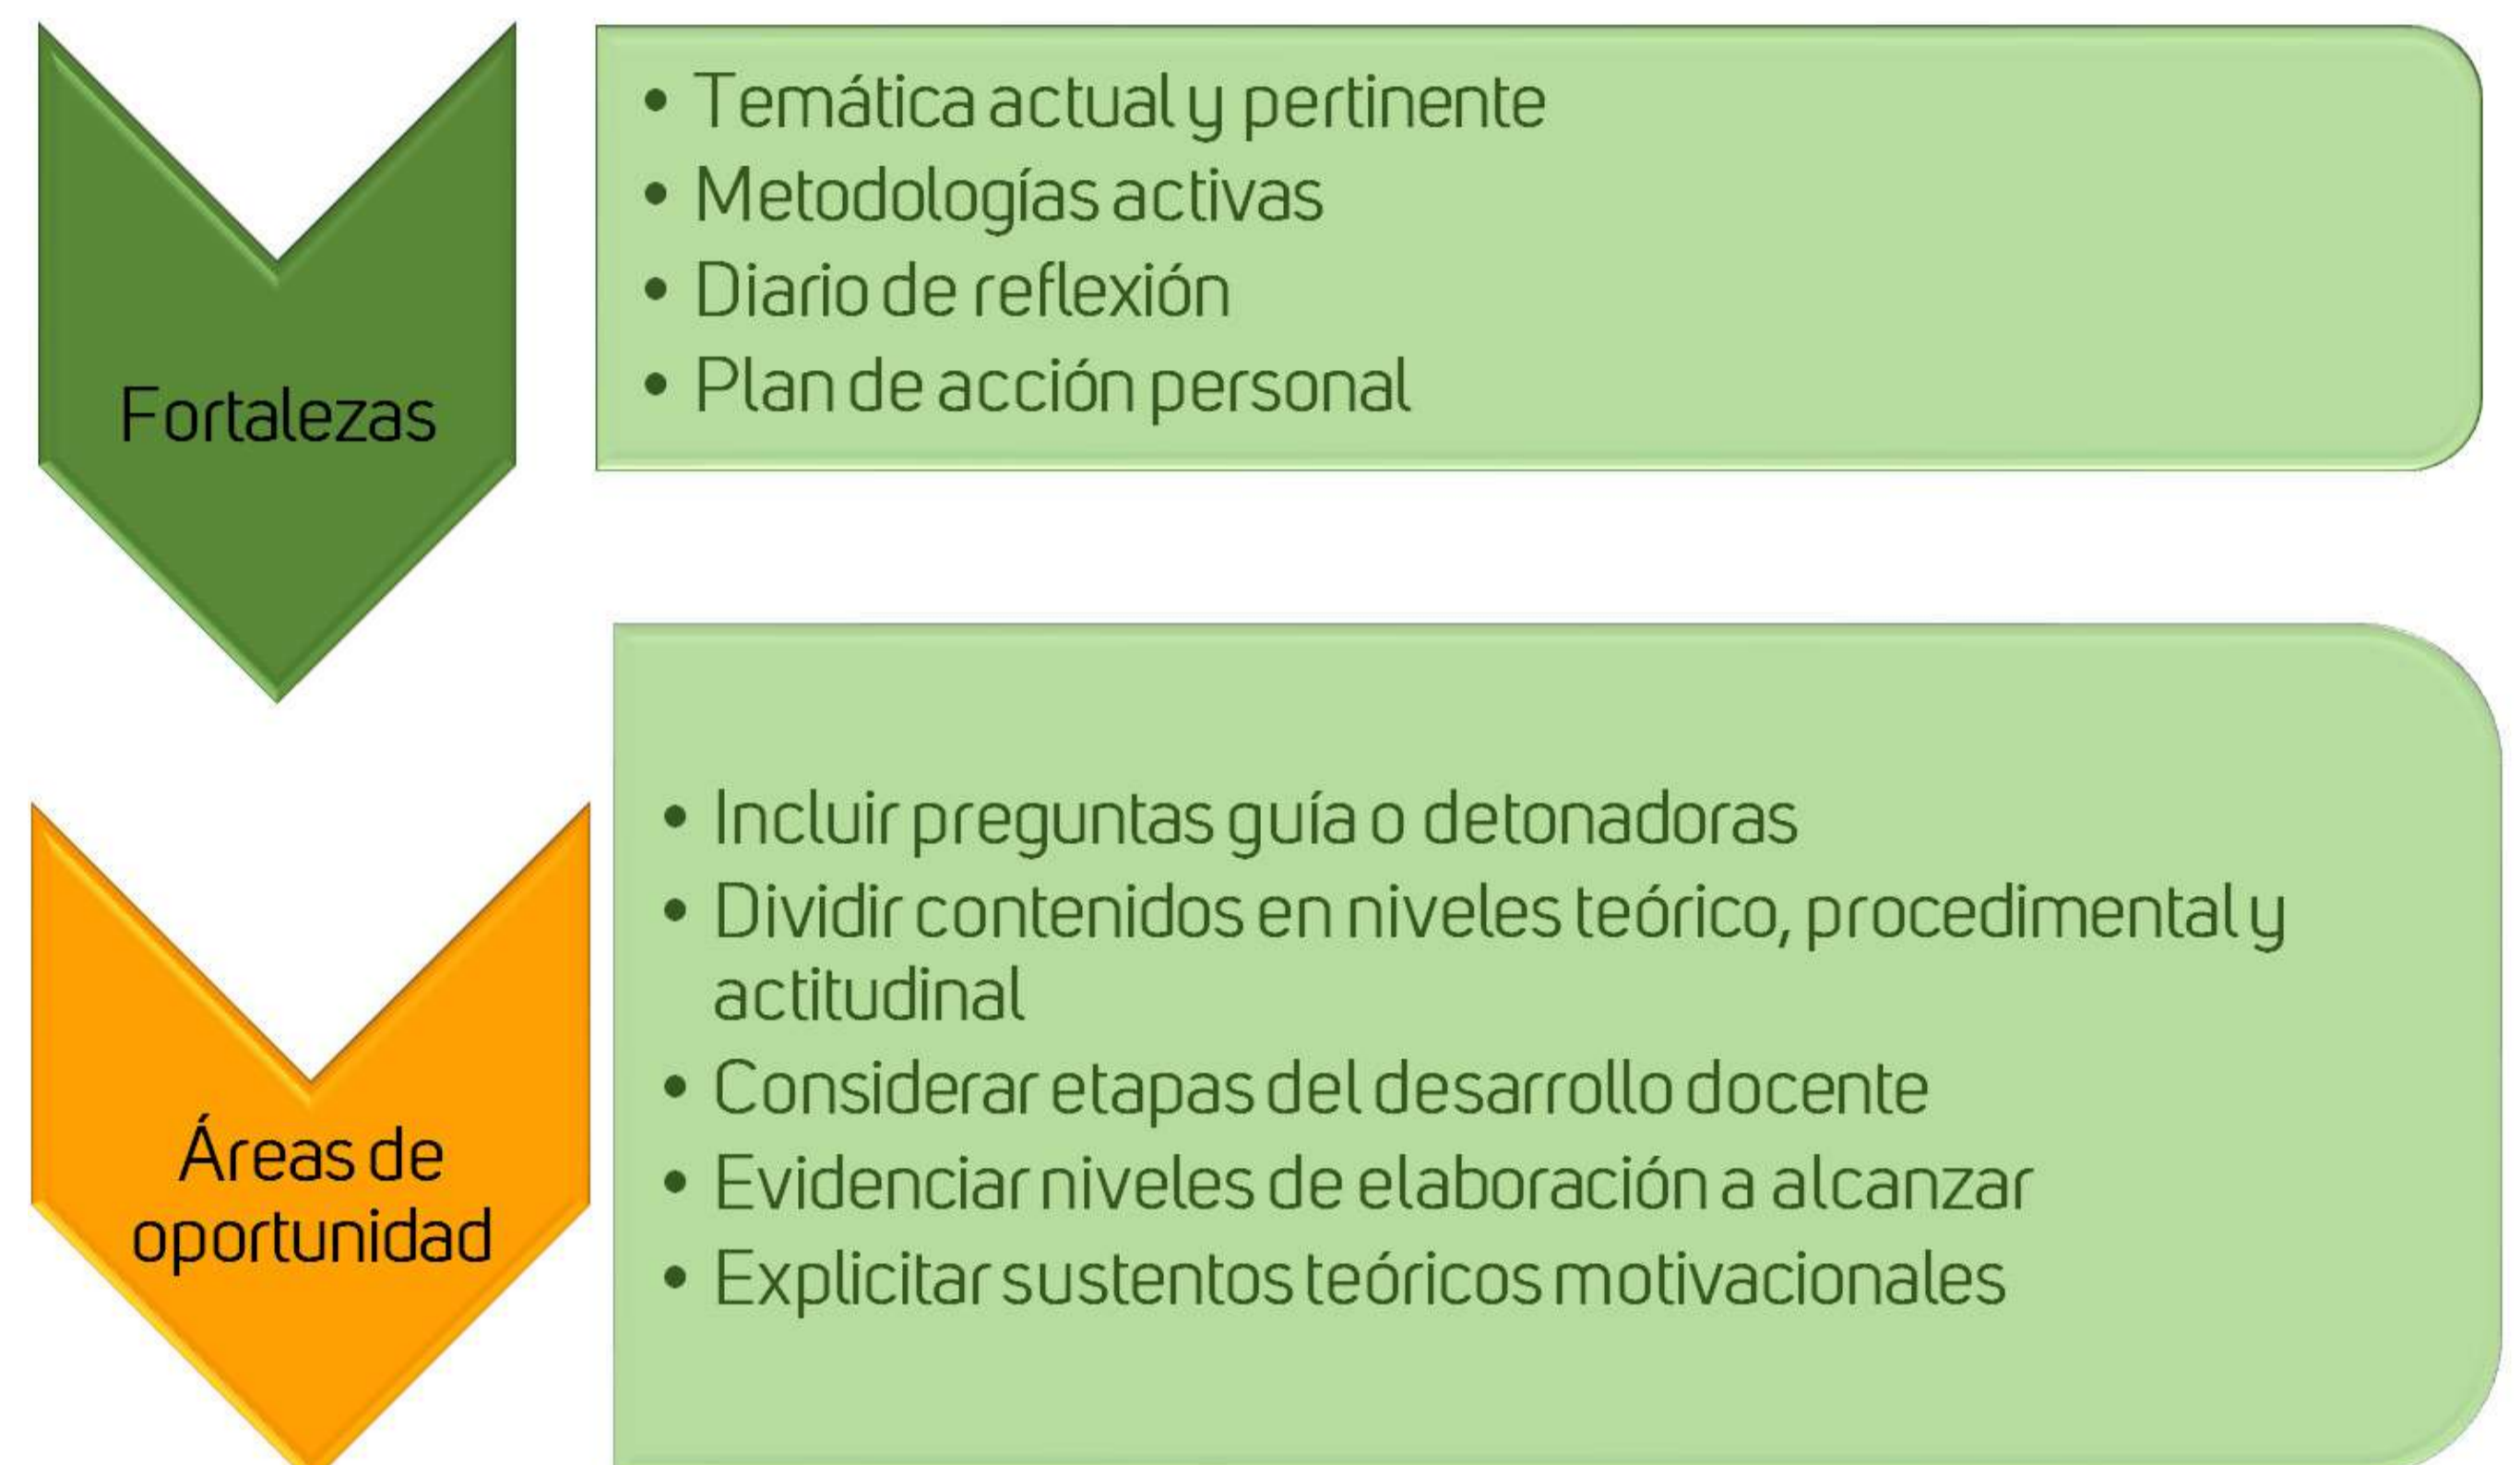 Fortalezas
• Temática actual y pertinente
• Metodologías activas
• Diario de reflexión
• Plan de acción personal
Áreas de
oportunidad
• Incluir preguntas guía o detonadoras
• Dividir contenidos en niveles teórico, procedimental y
actitudinal
• Considerar etapas del desarrollo docente
• Evidenciar niveles de elaboración a alcanzar
• Explicitar sustentos teóricos motivacionales